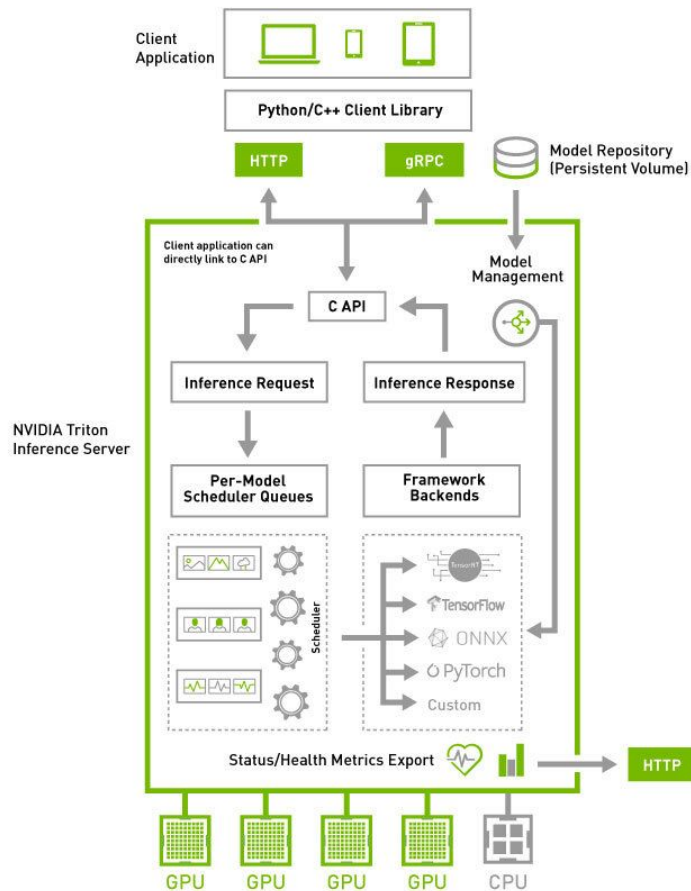 Client
Application
Python/C++ Client Library
HTTP
gRPC
Model Repository
(Persistent Volume)
Client application can
directly link to C API
Model
Management
C API
Inference Request
Inference Response
NVIDIA Triton
Inference Server
Per-Model
Scheduler Queues
Framework
Backends
Scheduler
TensorRT
TensorFlow
ONNX
PyTorch
Custom
Status/Health Metrics Export
HTTP
GPU
GPU
GPU
GPU
CPU